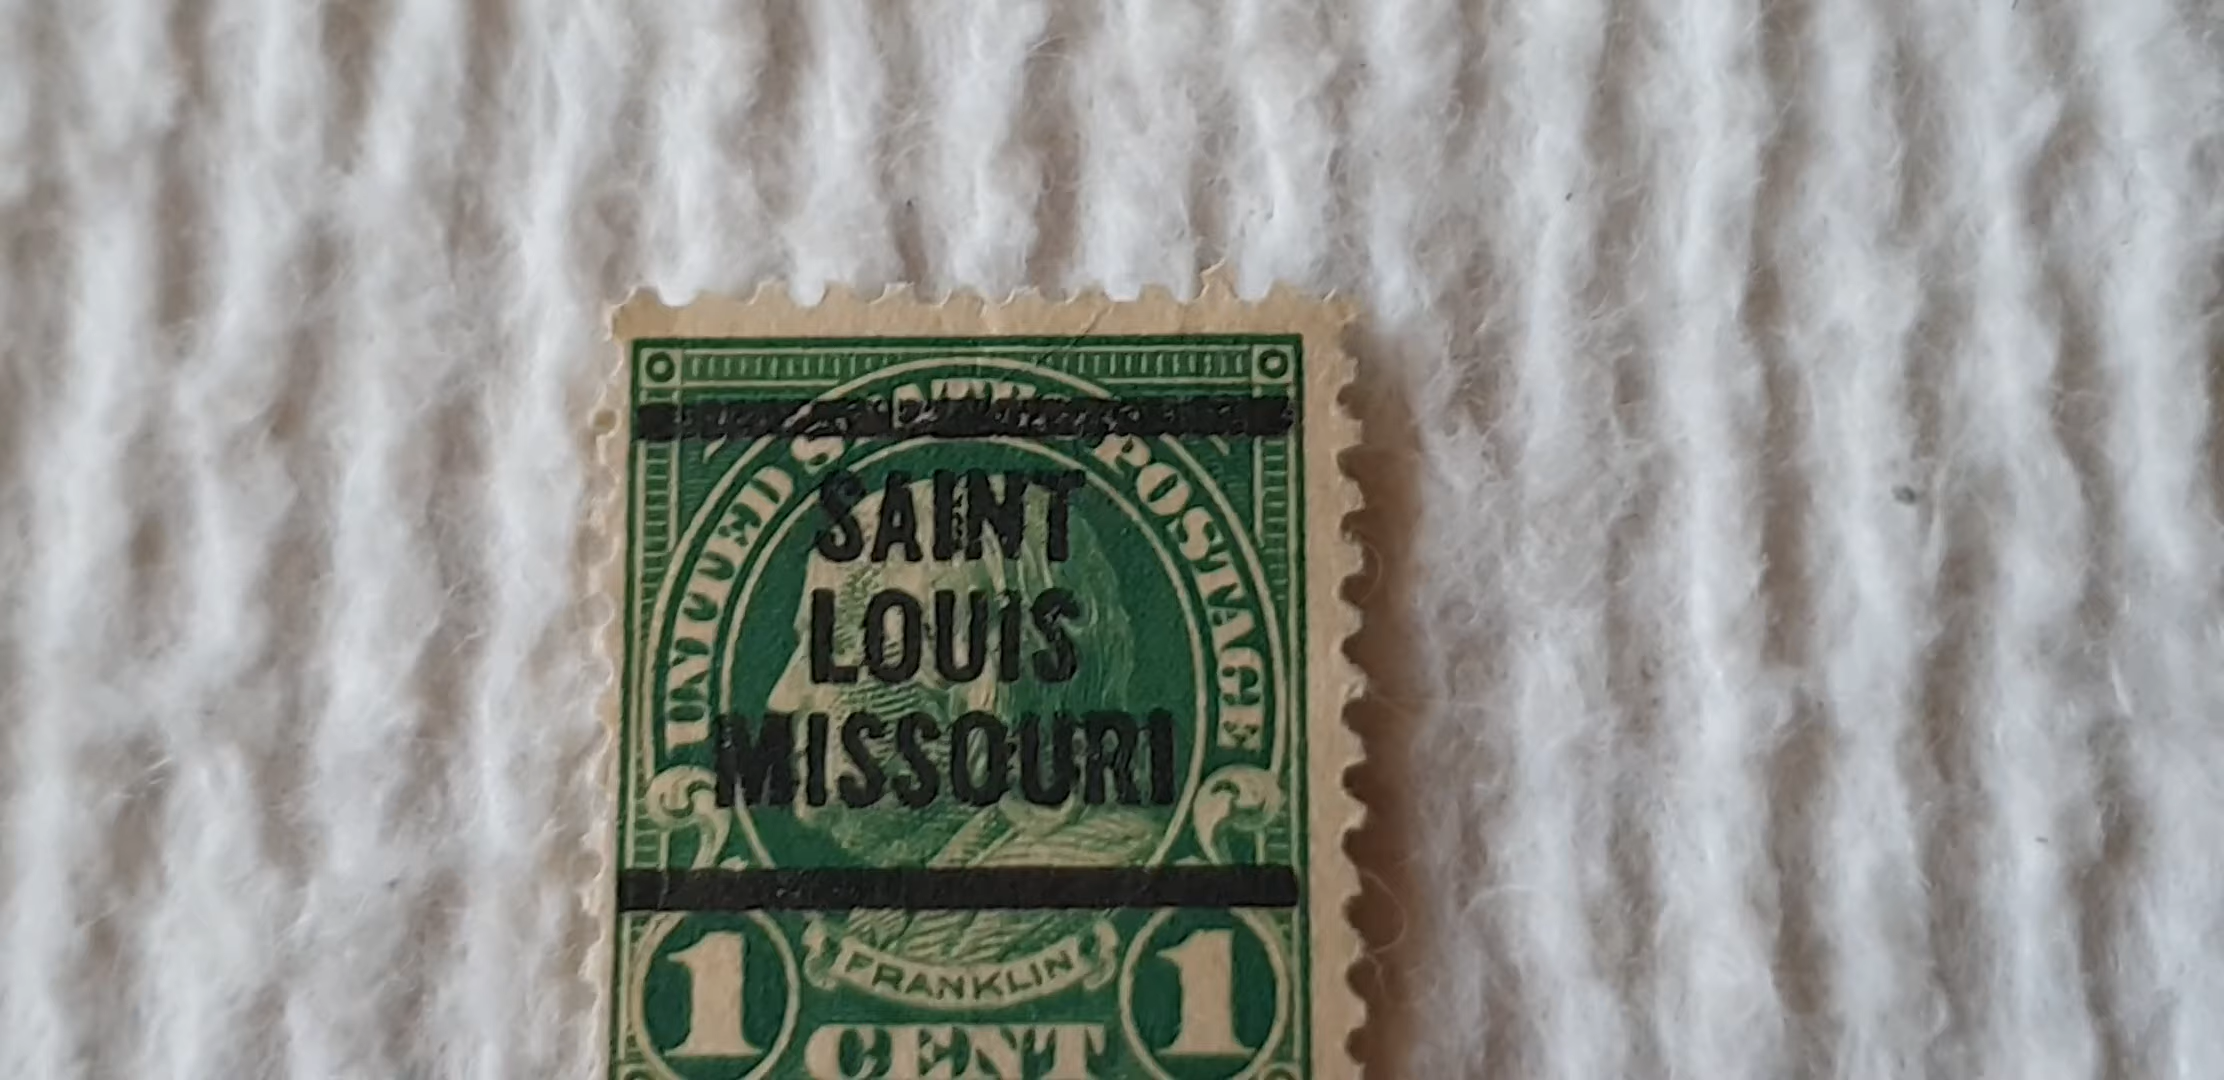 UNITED STATES POSTAGE
SAINT
LOUIS
MISSOURI
1 FRANKLIN 1
CENT